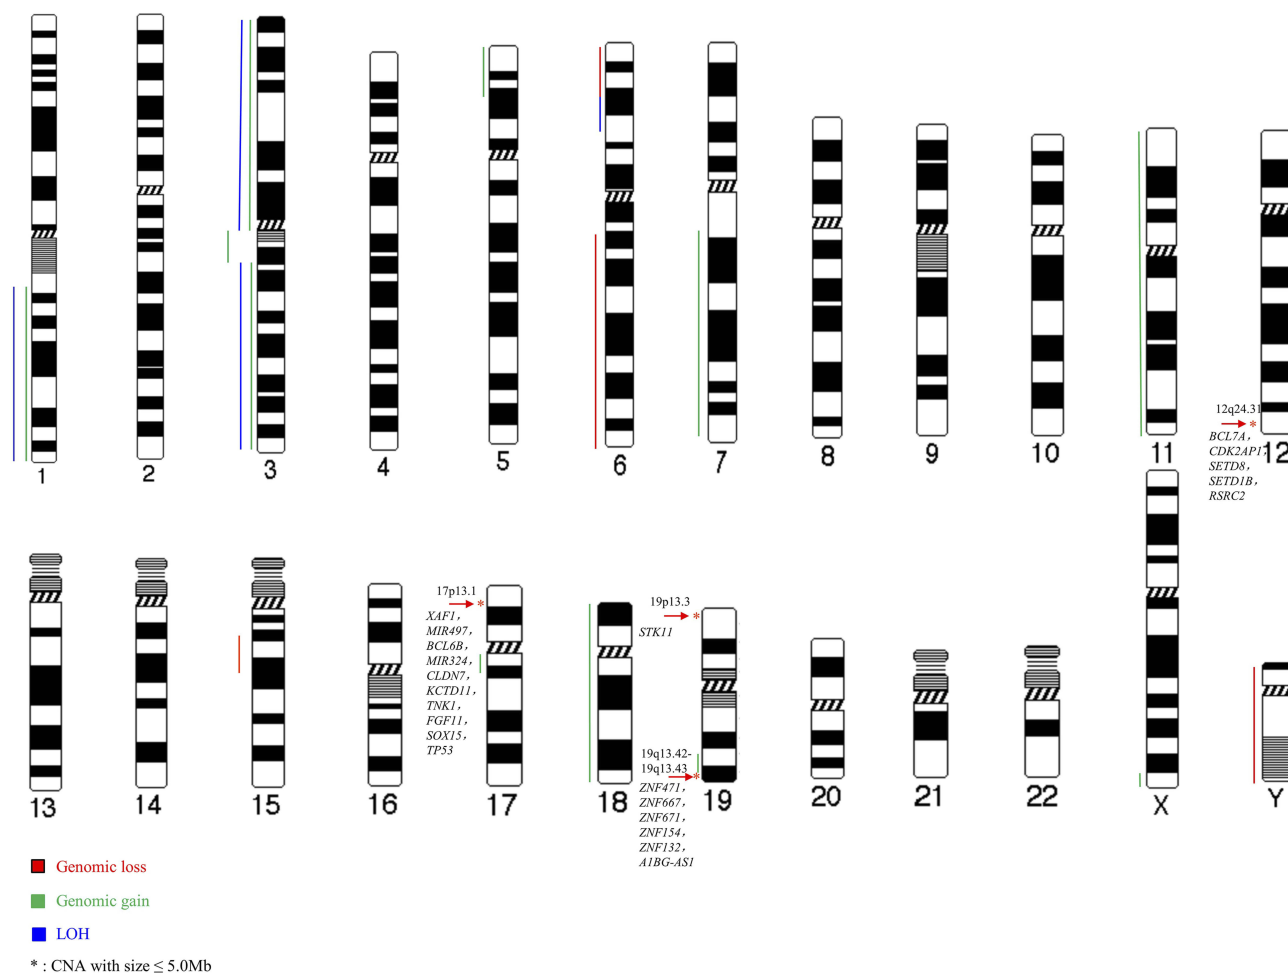 1
2
3
4
5
6
7
8
9
10
11
12q24.31
*
BCL7A,
CDK2AP1,
SETD8,
SETD1B,
RSRC2
12
17p13.1
*
XAF1,
MIR497,
BCL6B,
MIR324,
CLDN7,
KCTD11,
TNK1,
FGF11,
SOX15,
TP53
19p13.3
*
STK11
19q13.42-
19q13.43
*
ZNF471,
ZNF667,
ZNF671,
ZNF154,
ZNF132,
A1BG-AS1
13
14
15
16
17
18
19
20
21
22
X
Y
Genomic loss
Genomic gain
LOH
* : CNA with size ≤ 5.0Mb